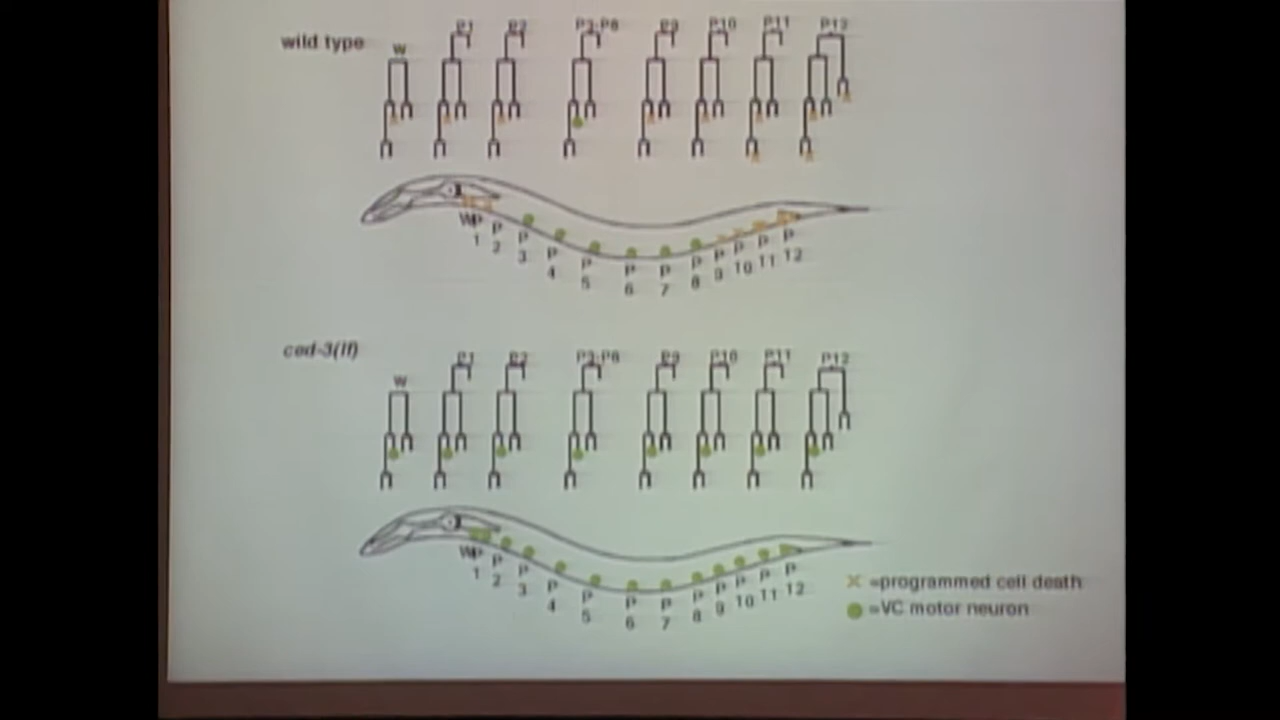 wild type
W P1 P2 P3-P8 P9 P10 P11 P12
W P 1 P 2 P 3 P 4 P 5 P 6 P 7 P 8 P 9 P 10 P 11 P 12
ced-3(lf)
W P1 P2 P3-P8 P9 P10 P11 P12
W P 1 P 2 P 3 P 4 P 5 P 6 P 7 P 8 P 9 P 10 P 11 P 12
X =programmed cell death
=VC motor neuron